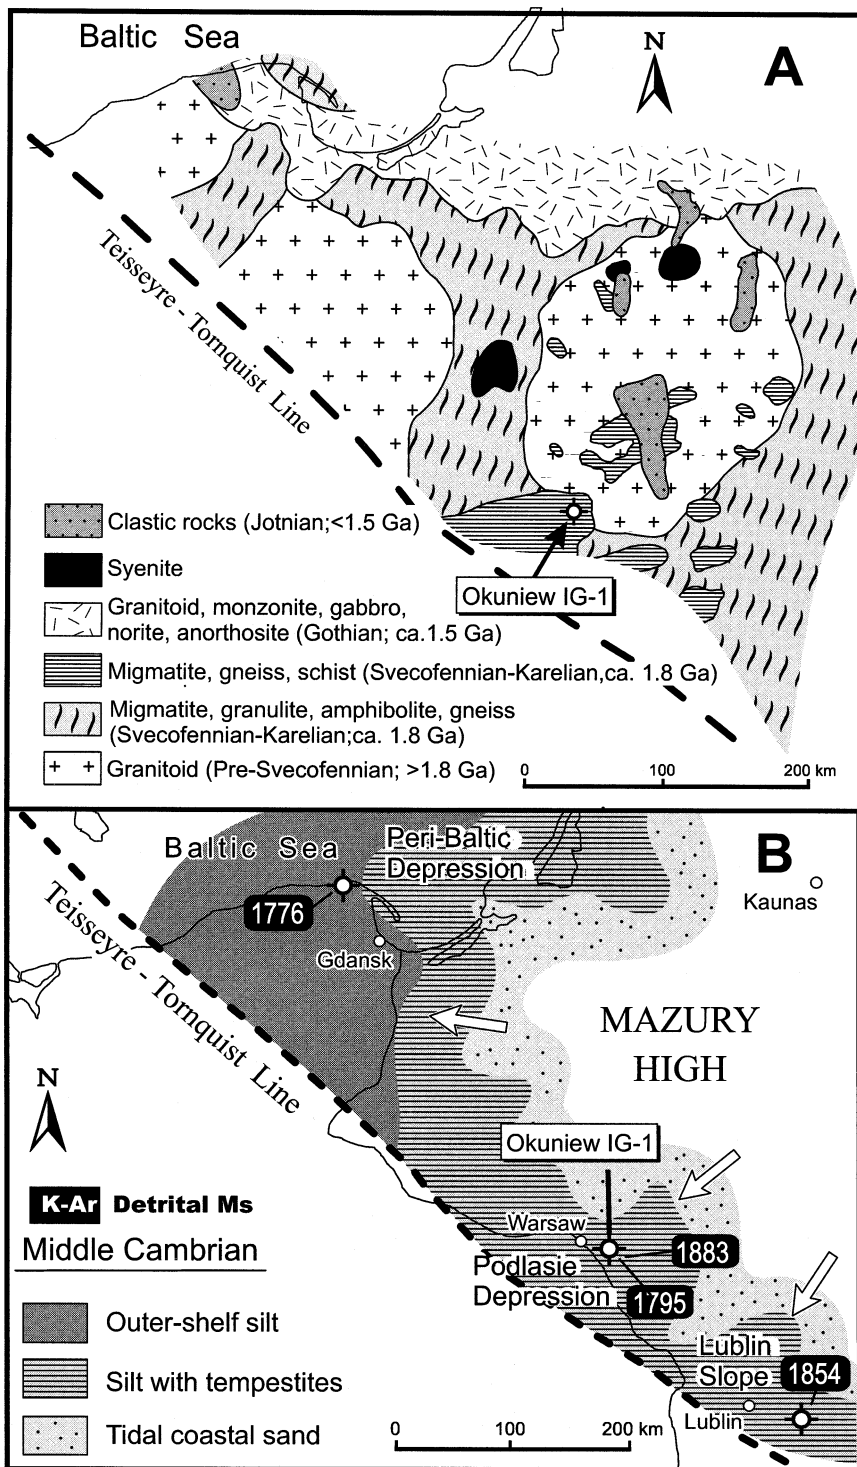 Baltic Sea
N
A
Teisseyre - Tornquist Line
Clastic rocks (Jotnian;<1.5 Ga)
Syenite
Okuniew IG-1
Granitoid, monzonite, gabbro,
norite, anorthosite (Gothian; ca.1.5 Ga)
Migmatite, gneiss, schist (Svecofennian-Karelian,ca. 1.8 Ga)
Migmatite, granulite, amphibolite, gneiss
(Svecofennian-Karelian;ca. 1.8 Ga)
Granitoid (Pre-Svecofennian; >1.8 Ga)
0 100 200 km
Baltic Sea
Peri-Baltic
Depression
B
Kaunas
1776
Gdansk
Teisseyre - Tornquist Line
MAZURY
HIGH
N
Okuniew IG-1
K-Ar Detrital Ms
Middle Cambrian
Warsaw
1883
Podlasie
Depression
1795
Outer-shelf silt
Lublin
Slope
1854
Silt with tempestites
Lublin
Tidal coastal sand
0 100 200 km